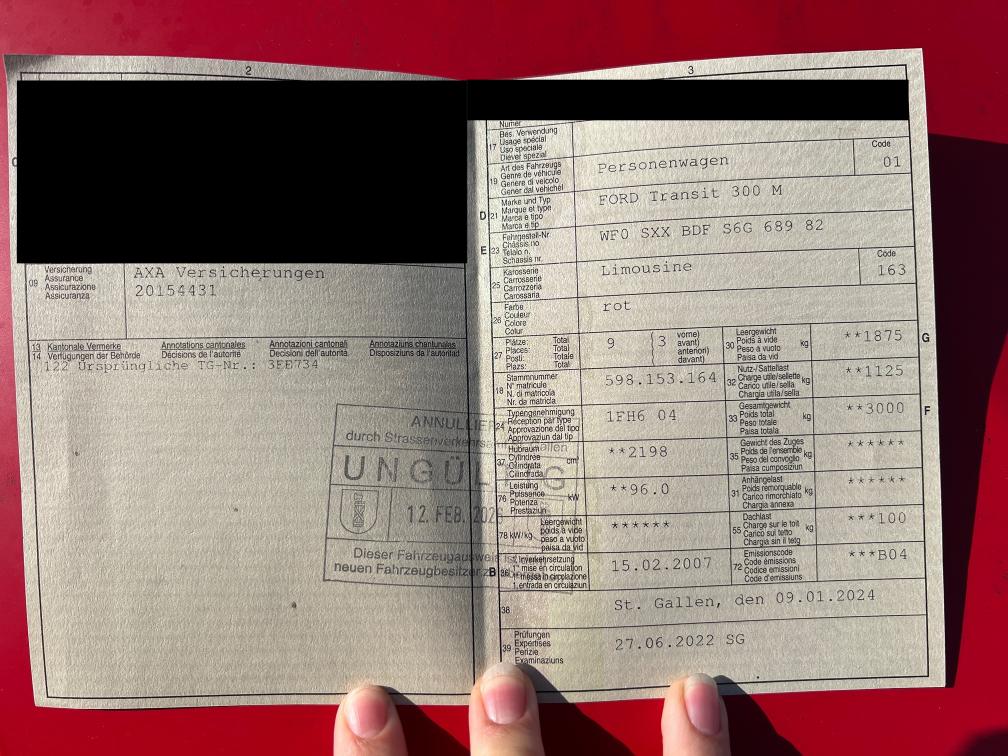 2
09 Versicherung
Assurance
Assicurazione
Assicuranza
AXA Versicherungen
20154431
13 Kantonale Vermerke Annotations cantonales Annotazioni cantonali Annotaziuns chantunalas
14 Verfügungen der Behörde Décisions de l'autorité Decisioni dell'autorità Disposiziuns da l'autoritad
122 Ursprüngliche TG-Nr.: 3EB734
durch
12. FEB.
Dieser Fahrzeugausweis
neuen Fahrzeugbesitzer
3
Numer
17 Bes. Verwendung
Usage spécial
Uso speciale
Diever spezial
19 Art des Fahrzeugs
Genre de véhicule
Genere di veicolo
Gener dal vehichel
Personenwagen
Code
01
D 21 Marke und Typ
Marque et type
Marca e tipo
Marca e tip
FORD Transit 300 M
E 23 Fahrgestell-Nr.
Châssis no
Telaio n.
Schassis nr.
WF0 SXX BDF S6G 689 82
25 Karosserie
Carrosserie
Carrozzeria
Carossaria
Limousine
Code
163
26 Farbe
Couleur
Colore
Colur
rot
27 Plätze: Total
Places: Total
Posti: Totale
Plazs: Total
9 (3 vorne)
avant)
anteriori)
davant)
30 Leergewicht
Poids à vide
Peso a vuoto
Paisa da vid
kg
**1875
G
18 Stammnummer
N° matricule
N. di matricola
Nr. da matricla
598.153.164
32 Nutz-/Sattellast
Charge utile/sellette
Carico utile/sella
Chargia utila/sella
kg
**1125
24 Typengenehmigung
Réception par type
Approvazione del tipo
Approvaziun dal tip
1FH6 04
33 Gesamtgewicht
Poids total
Peso totale
Paisa totala
kg
**3000
F
37 Hubraum
Cylindrée
Cilindrata
Cilindrada
cm³
**2198
35 Gewicht des Zuges
Poids de l'ensemble
Peso del convoglio
Paisa cumposiziun
kg
******
76 Leistung
Puissance
Potenza
Prestaziun
kW
**96.0
31 Anhängelast
Poids remorquable
Carico rimorchiato
Chargia annexa
kg
******
78 kW/kg Leergewicht
poids à vide
peso a vuoto
paisa da vid
******
55 Dachlast
Charge sur le toit
Carico sul tetto
Chargia sin il tetg
kg
***100
B 36 1. Inverkehrsetzung
1re mise en circulation
1. messa in circolazione
1. entrada en circulaziun
15.02.2007
72 Emissionscode
Code émissions
Codice emissioni
Code d'emissiuns
***B04
38
St. Gallen, den 09.01.2024
39 Prüfungen
Expertises
Perizie
Examinaziuns
27.06.2022 SG